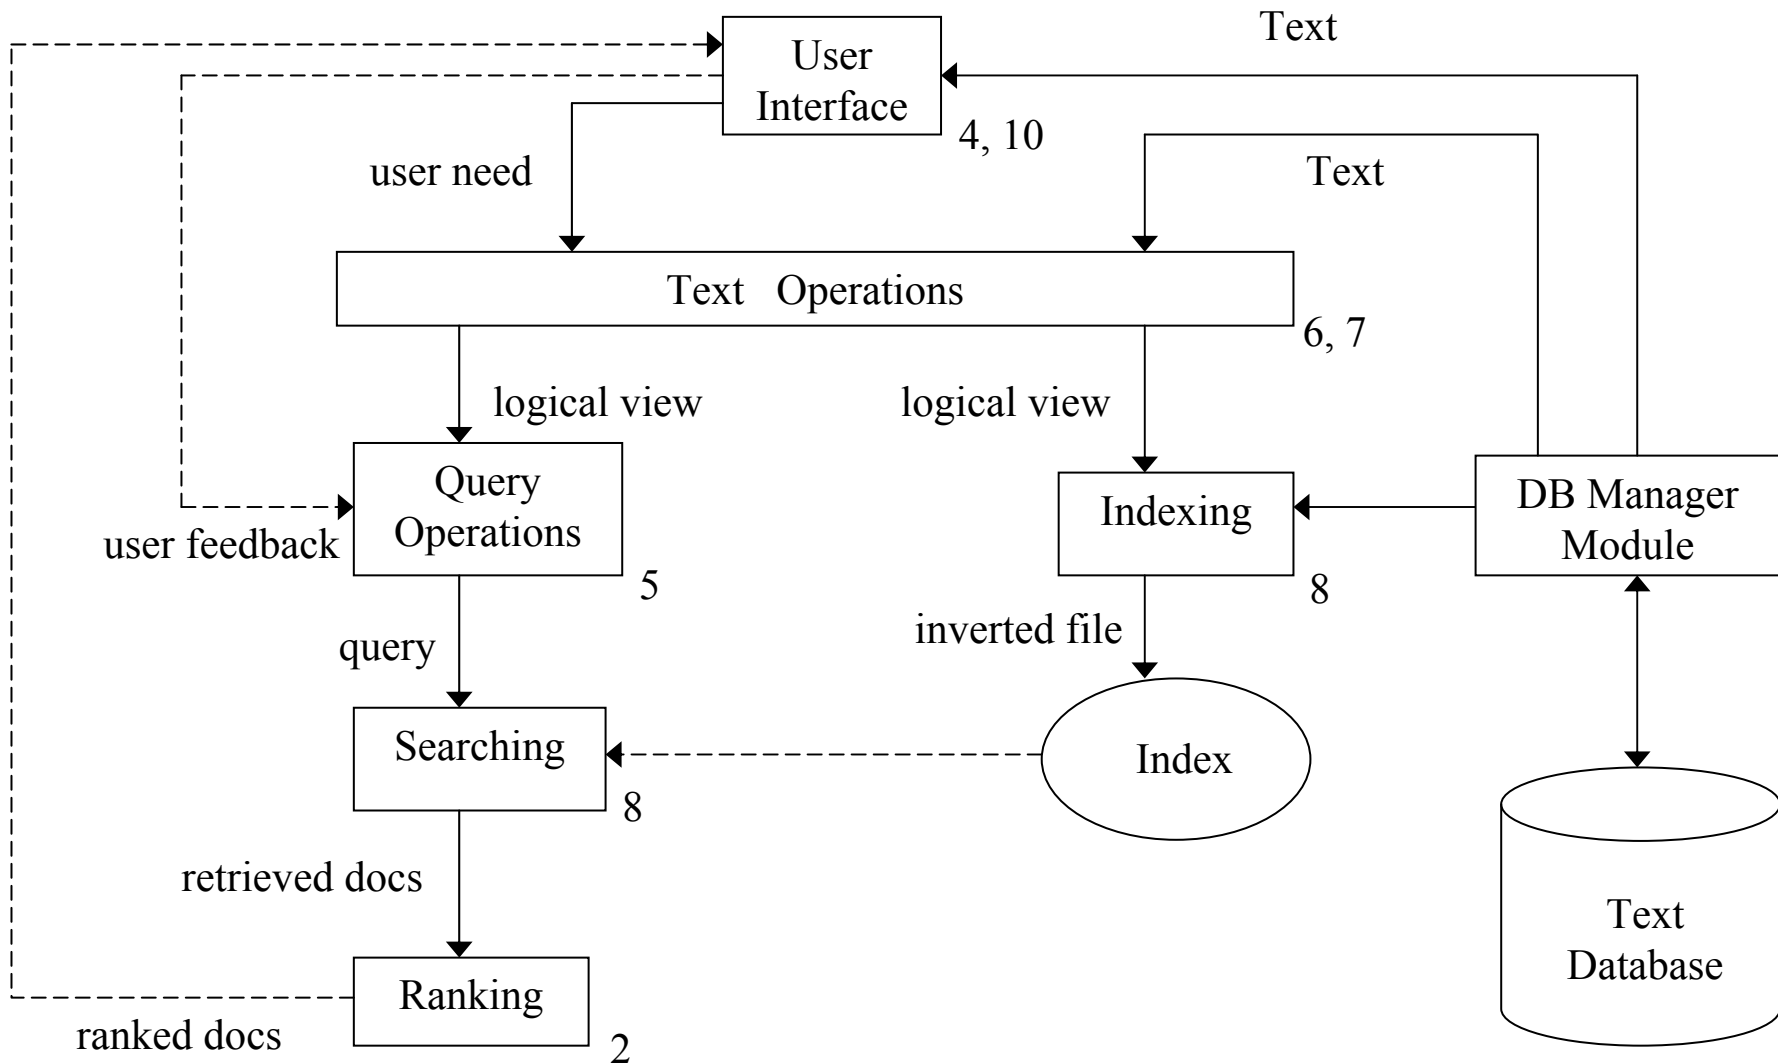 Text
User
Interface
4, 10
user need
Text
Text Operations
6, 7
logical view
logical view
Query
Operations
Indexing
DB Manager
Module
user feedback
5
8
inverted file
query
Searching
Index
8
retrieved docs
Text
Database
Ranking
ranked docs
2